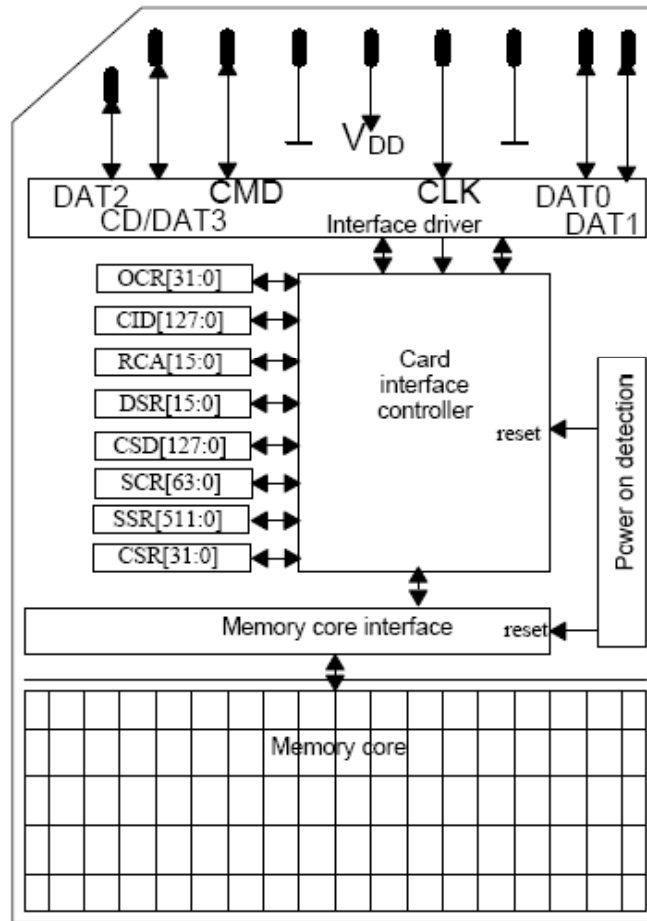 V_DD
DAT2 CMD CLK DAT0
CD/DAT3 Interface driver DAT1
OCR[31:0]
CID[127:0]
RCA[15:0]
DSR[15:0]
CSD[127:0]
SCR[63:0]
SSR[511:0]
CSR[31:0]
Card
interface
controller
reset
Power on detection
Memory core interface reset
Memory core